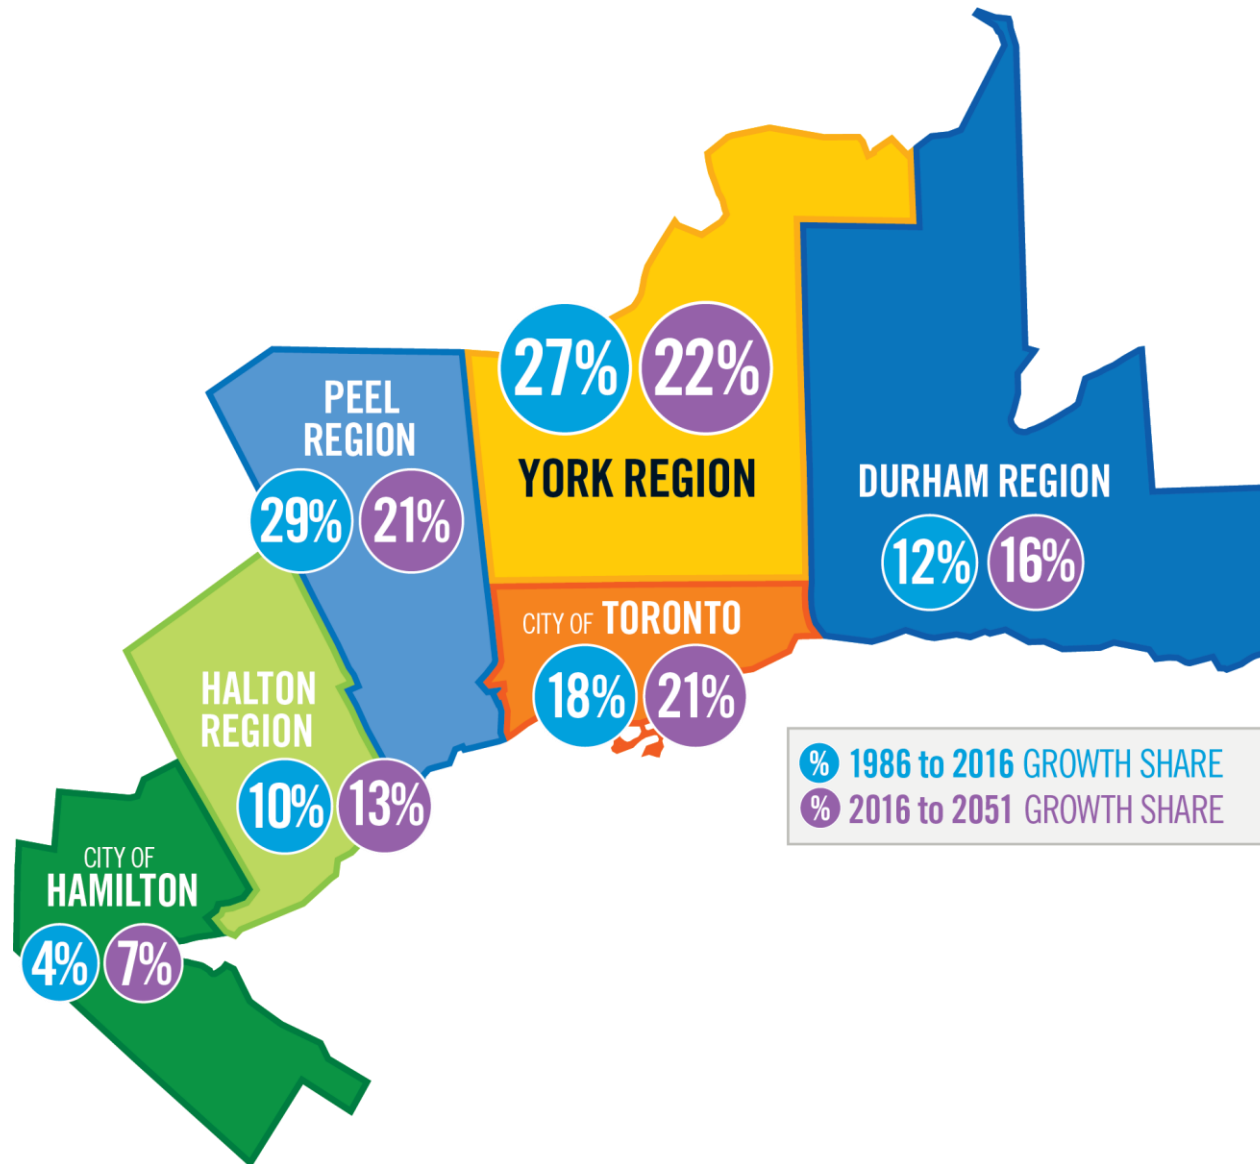 27% 22%
YORK REGION
PEEL
REGION
29% 21%
DURHAM REGION
12% 16%
CITY OF TORONTO
18% 21%
HALTON
REGION
10% 13%
CITY OF
HAMILTON
4% 7%
% 1986 to 2016 GROWTH SHARE
% 2016 to 2051 GROWTH SHARE